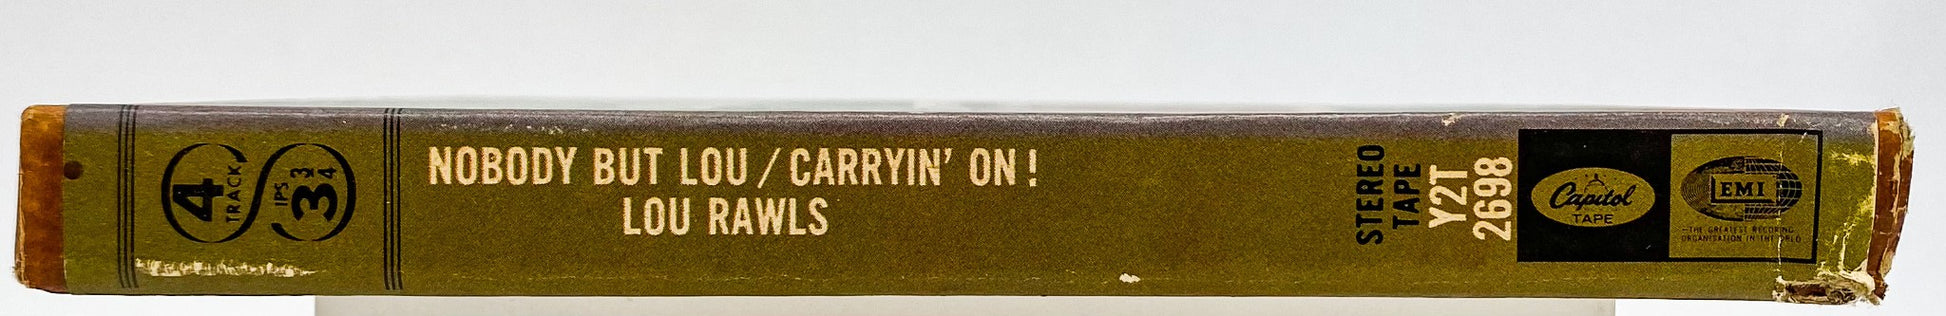 4
TRACK
IPS
3 3/4
NOBODY BUT LOU / CARRYIN' ON!
LOU RAWLS
STEREO
TAPE
Y2T
2698
Capitol
TAPE
EMI
—THE GREATEST RECORDING
ORGANISATION IN THE WORLD